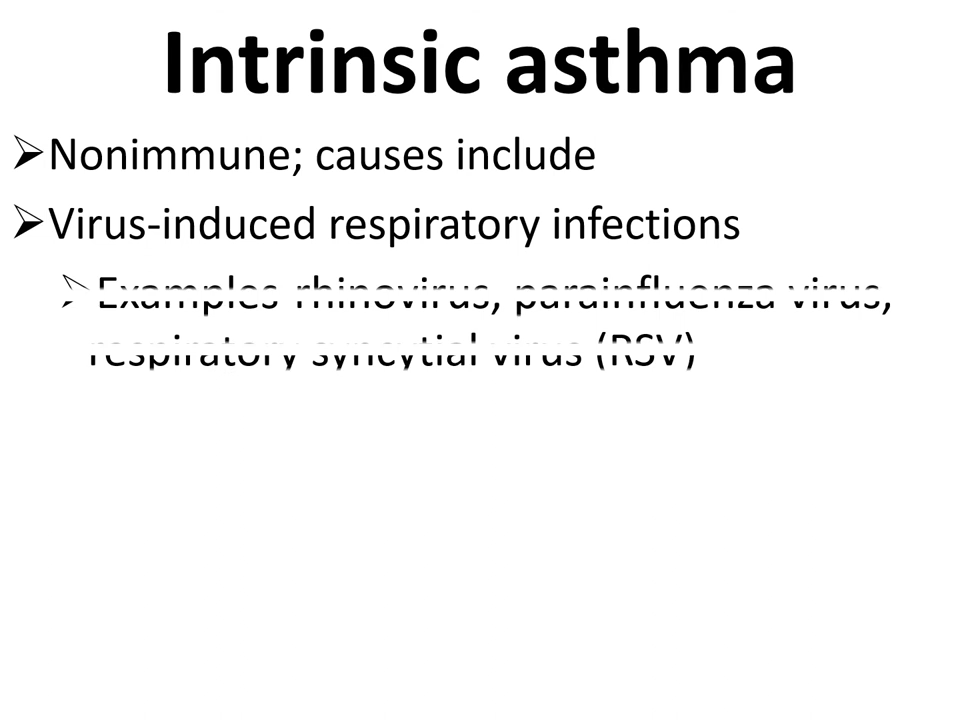 Intrinsic asthma
➢Nonimmune; causes include
➢Virus-induced respiratory infections
➢Examples-rhinovirus, parainfluenza virus,
respiratory syncytial virus (RSV)